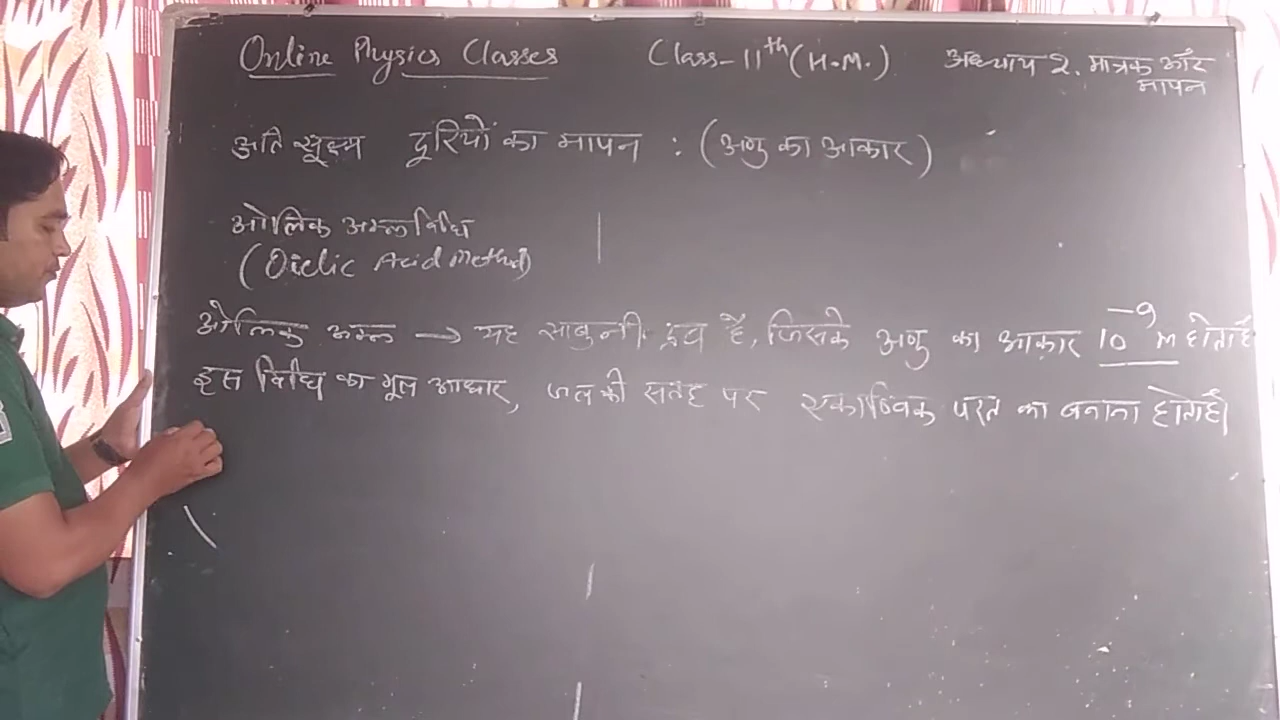 Online Physics Classes Class-11th (H.M.) अध्याय 2. मात्रक और
मापन
अति सूक्ष्म दूरियों का मापन : (अणु का आकार)
ओलिक अम्ल विधि
(Oielic Acid Method)
ओलिक अम्ल → यह साबुनी द्रव है, जिसके अणु का आकार 10⁻⁹ m होता है
इस विधि का मूल आधार, जल की सतह पर एकाण्विक परत का बनाना होता है।